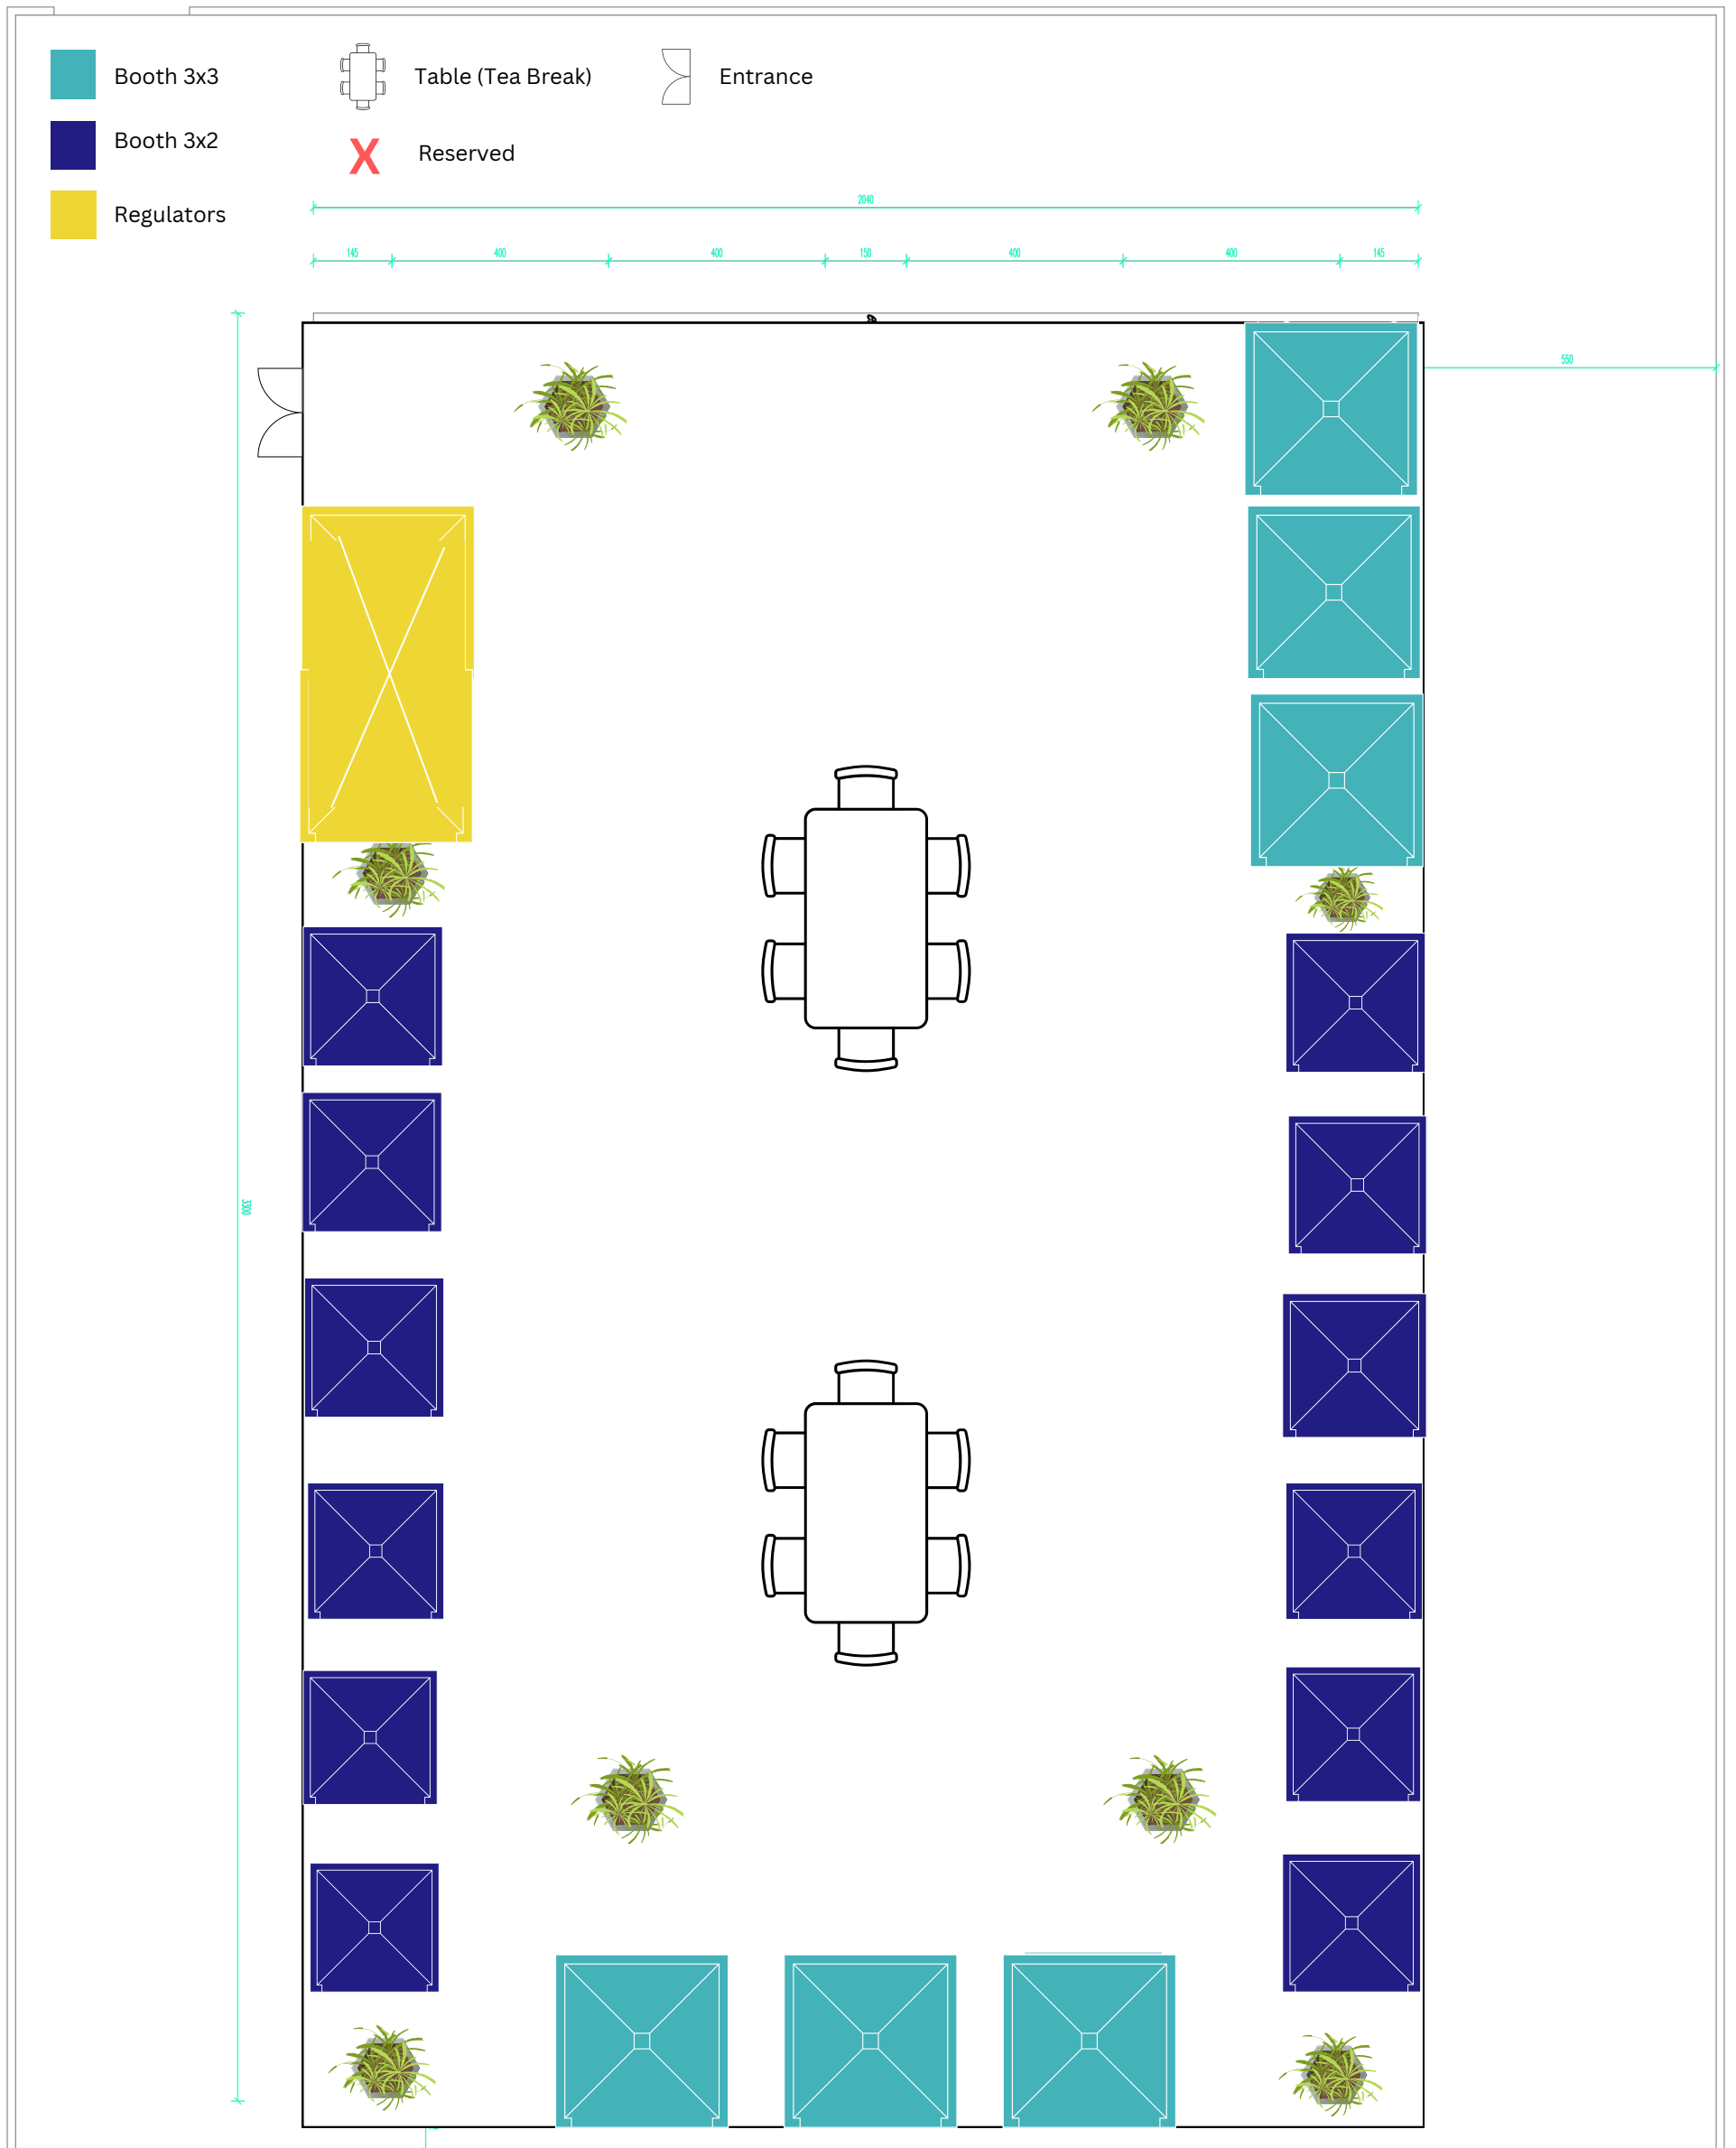 Booth 3x3
Table (Tea Break)
Entrance
Booth 3x2
X
Reserved
Regulators
2040
145 400 400 150 400 400 145
550
3300